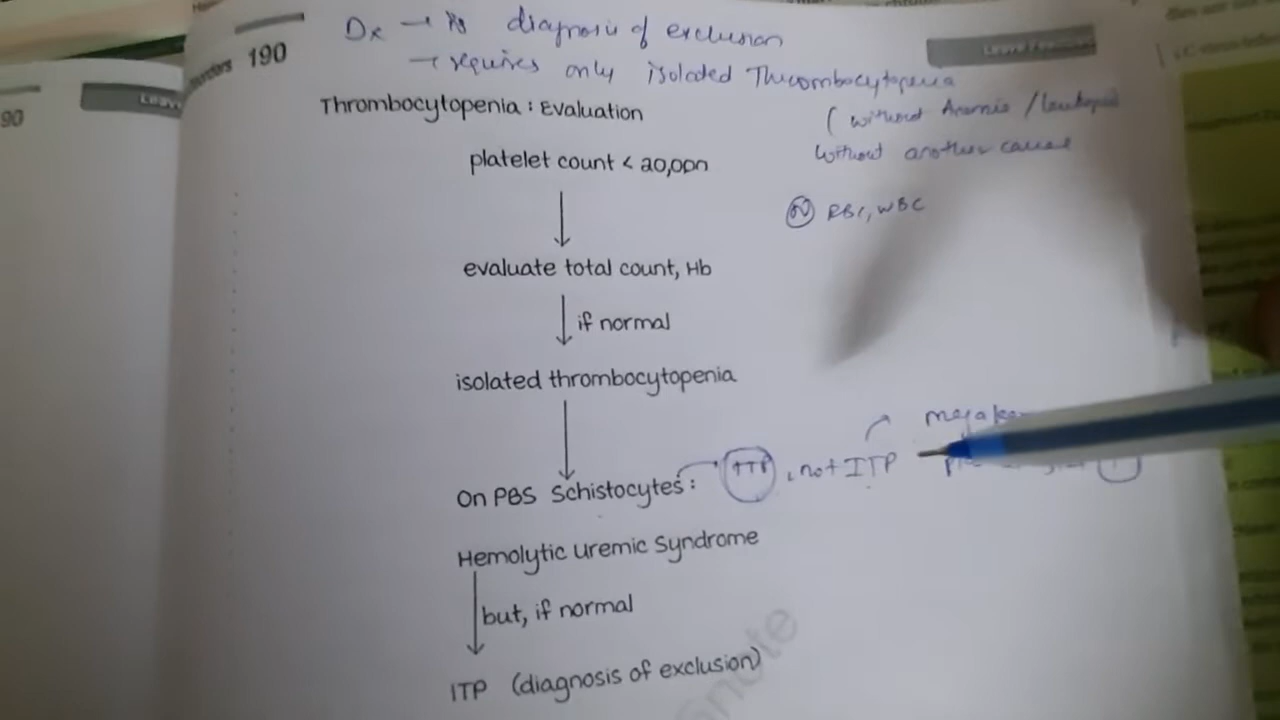 Dx → is diagnosis of exclusion
190
→ requires only isolated Thrombocytopenia
90
Thrombocytopenia : Evaluation
( without Anemia / leukopenia
without another cause
platelet count < 20,000
(N) RBC, WBC
evaluate total count, Hb
if normal
isolated thrombocytopenia
On PBS Schistocytes : TTP , not ITP
Hemolytic uremic Syndrome
but, if normal
ITP (diagnosis of exclusion)